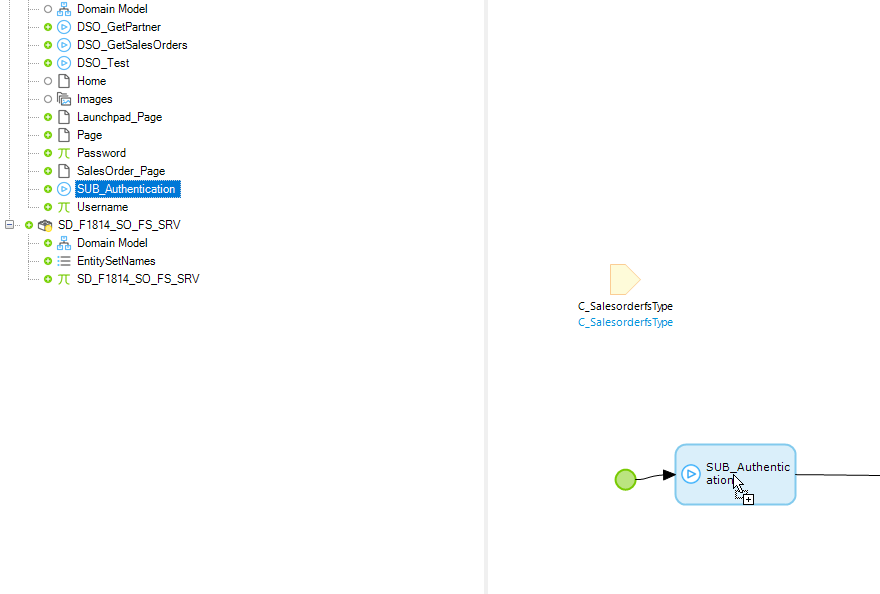 Domain Model
DSO_GetPartner
DSO_GetSalesOrders
DSO_Test
Home
Images
Launchpad_Page
Page
Password
SalesOrder_Page
SUB_Authentication
Username
SD_F1814_SO_FS_SRV
Domain Model
EntitySetNames
SD_F1814_SO_FS_SRV
C_SalesorderfsType
C_SalesorderfsType
SUB_Authentic
ation